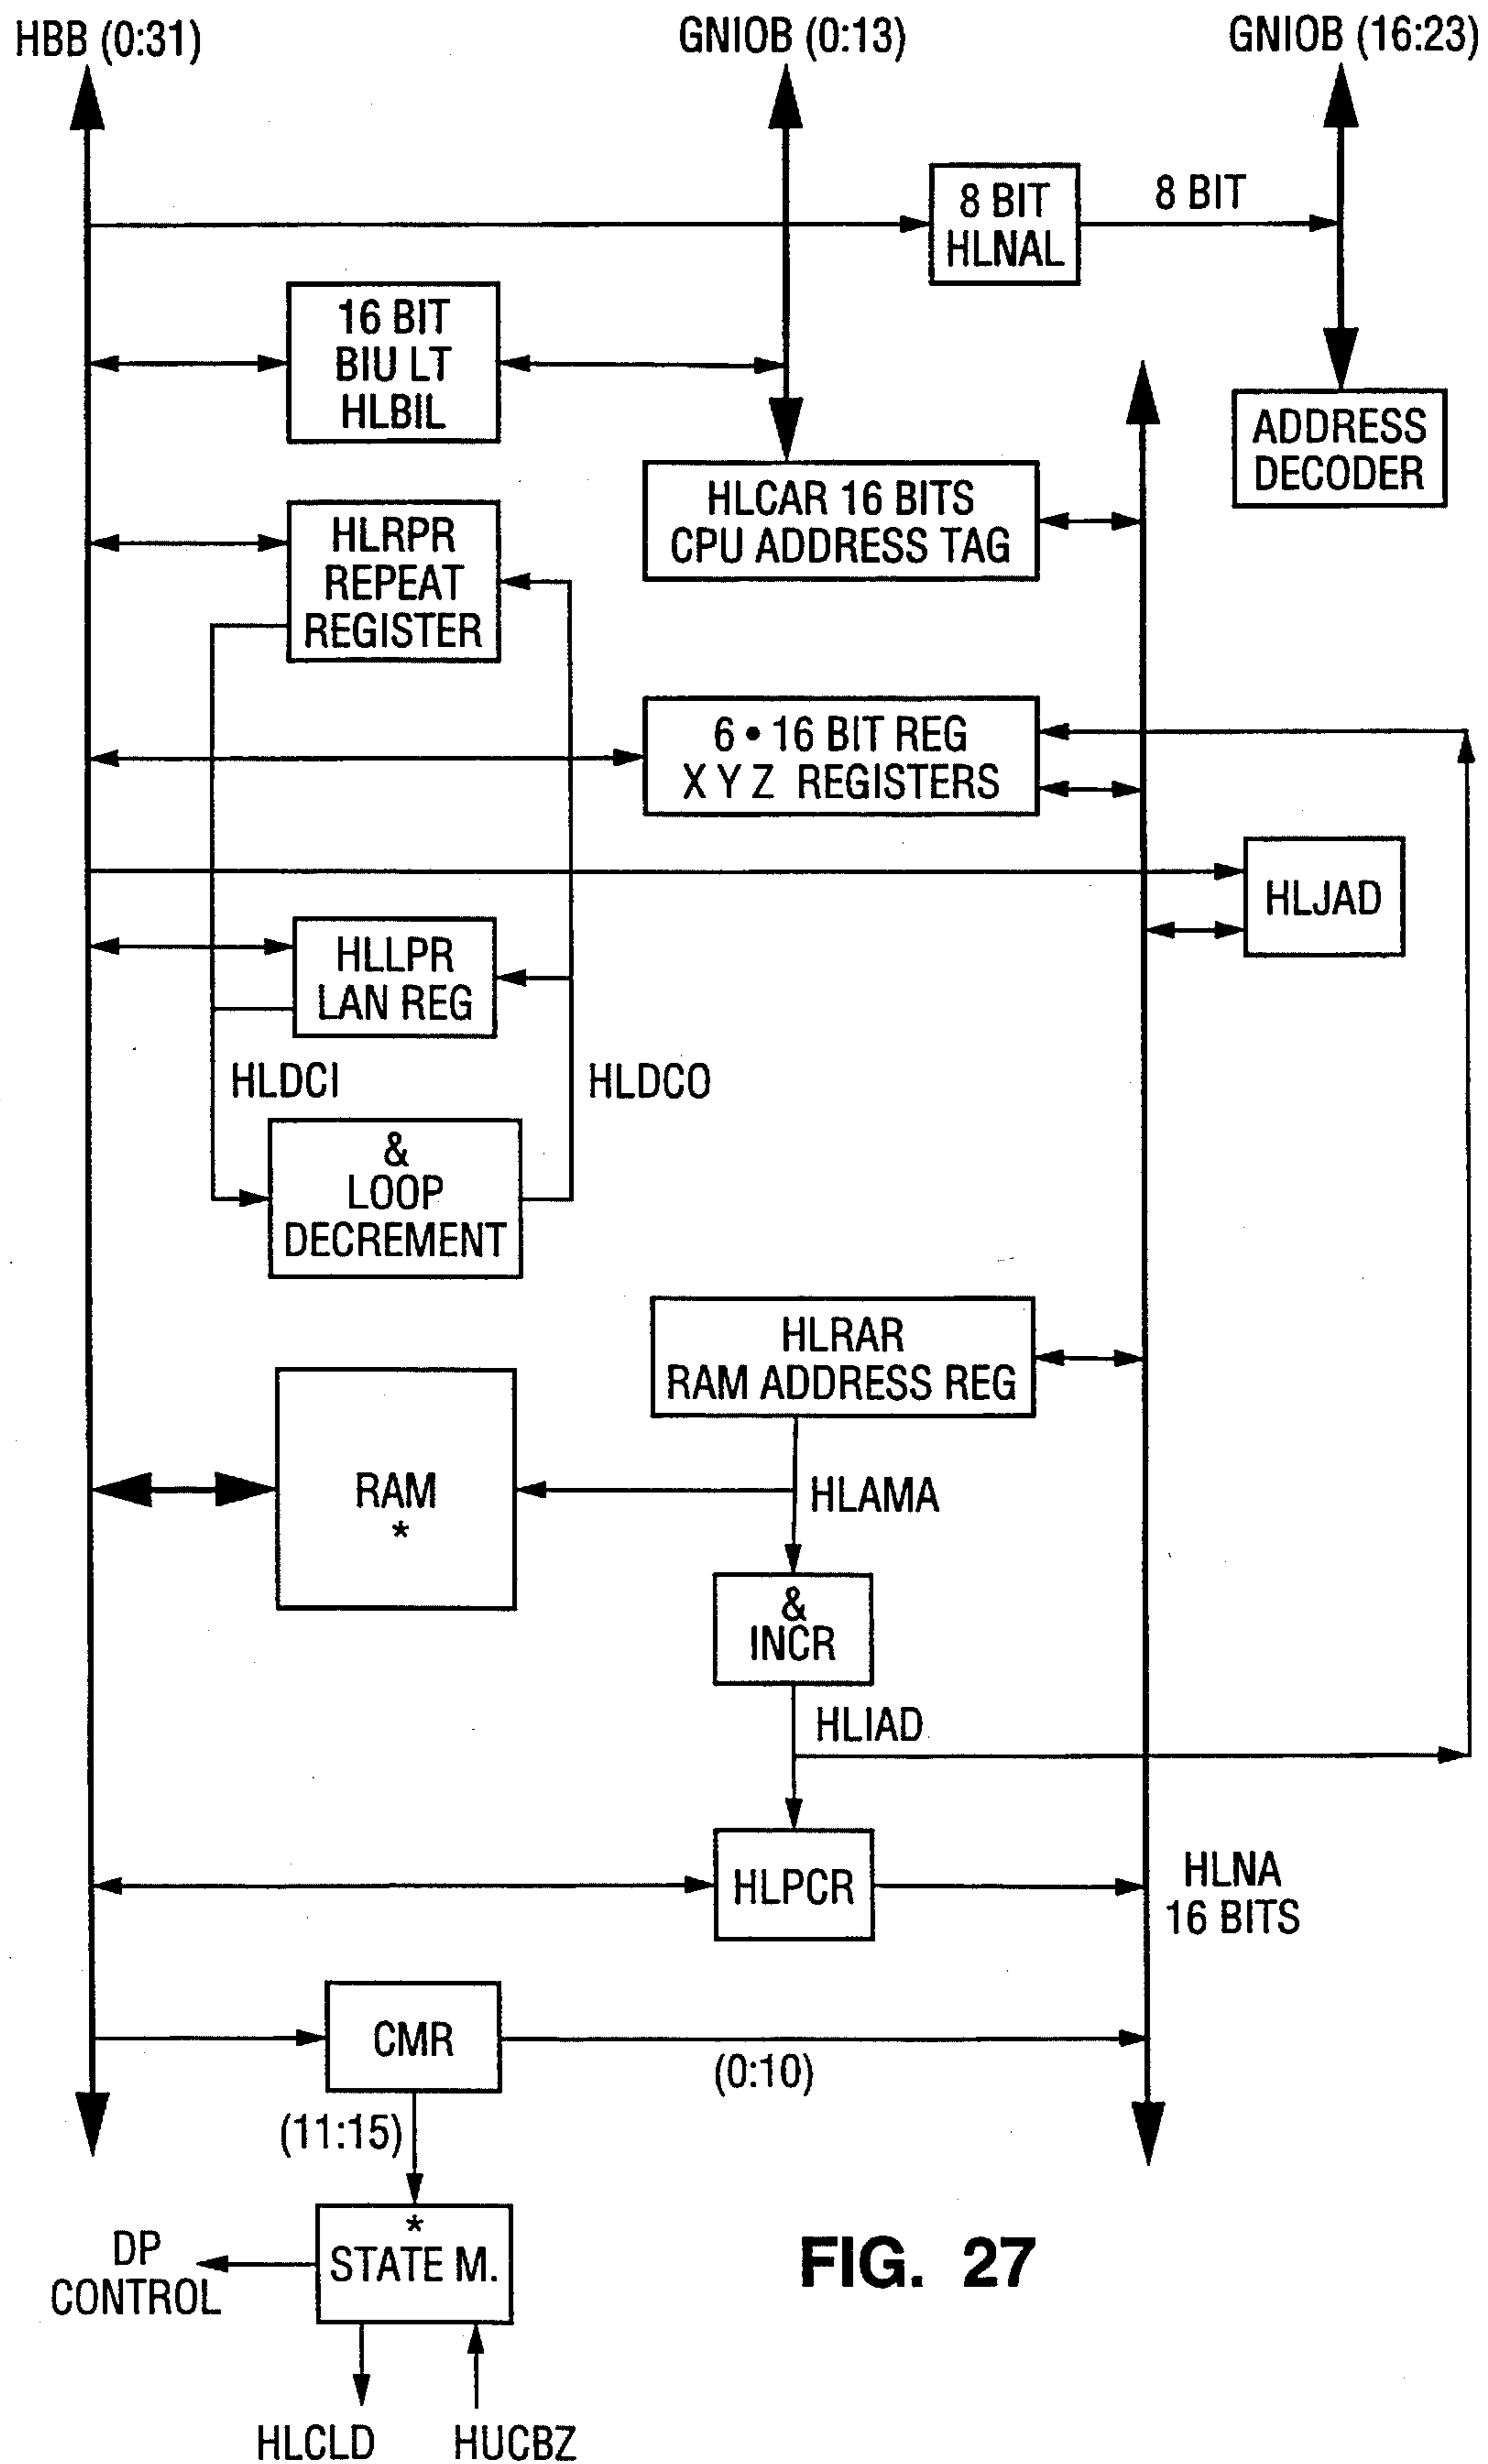 HBB (0:31)
GNIOB (0:13)
GNIOB (16:23)
8 BIT
HLNAL
8 BIT
16 BIT
BIU LT
HLBIL
ADDRESS
DECODER
HLCAR 16 BITS
CPU ADDRESS TAG
HLRPR
REPEAT
REGISTER
6 • 16 BIT REG
X Y Z REGISTERS
HLJAD
HLLPR
LAN REG
HLDCI
HLDCO
&
LOOP
DECREMENT
HLRAR
RAM ADDRESS REG
RAM
*
HLAMA
&
INCR
HLIAD
HLPCR
HLNA
16 BITS
CMR
(0:10)
(11:15)
*
STATE M.
DP
CONTROL
FIG. 27
HLCLD
HUCBZ